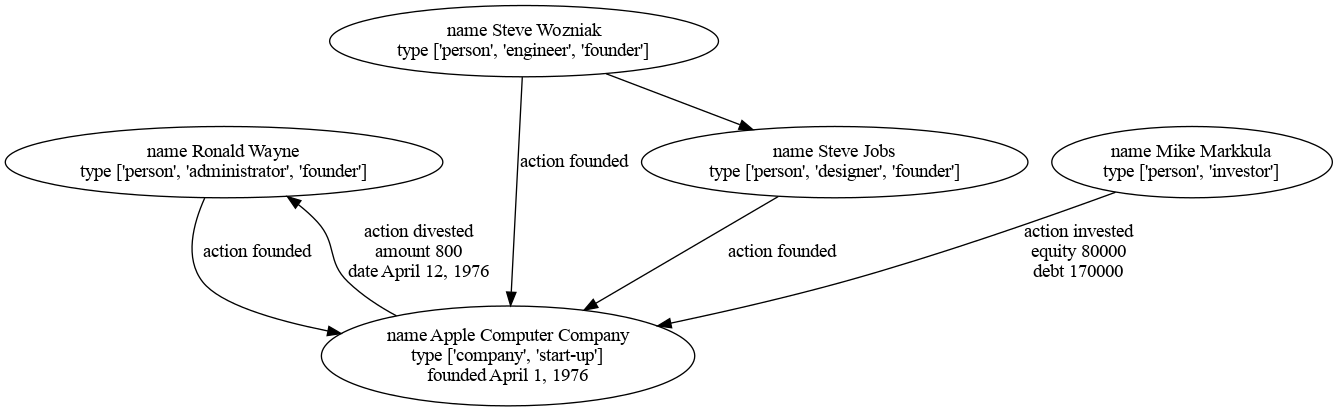 name Steve Wozniak
type ['person', 'engineer', 'founder']
name Ronald Wayne
type ['person', 'administrator', 'founder']
action founded
name Steve Jobs
type ['person', 'designer', 'founder']
name Mike Markkula
type ['person', 'investor']
action founded
action divested
amount 800
date April 12, 1976
action founded
action invested
equity 80000
debt 170000
name Apple Computer Company
type ['company', 'start-up']
founded April 1, 1976